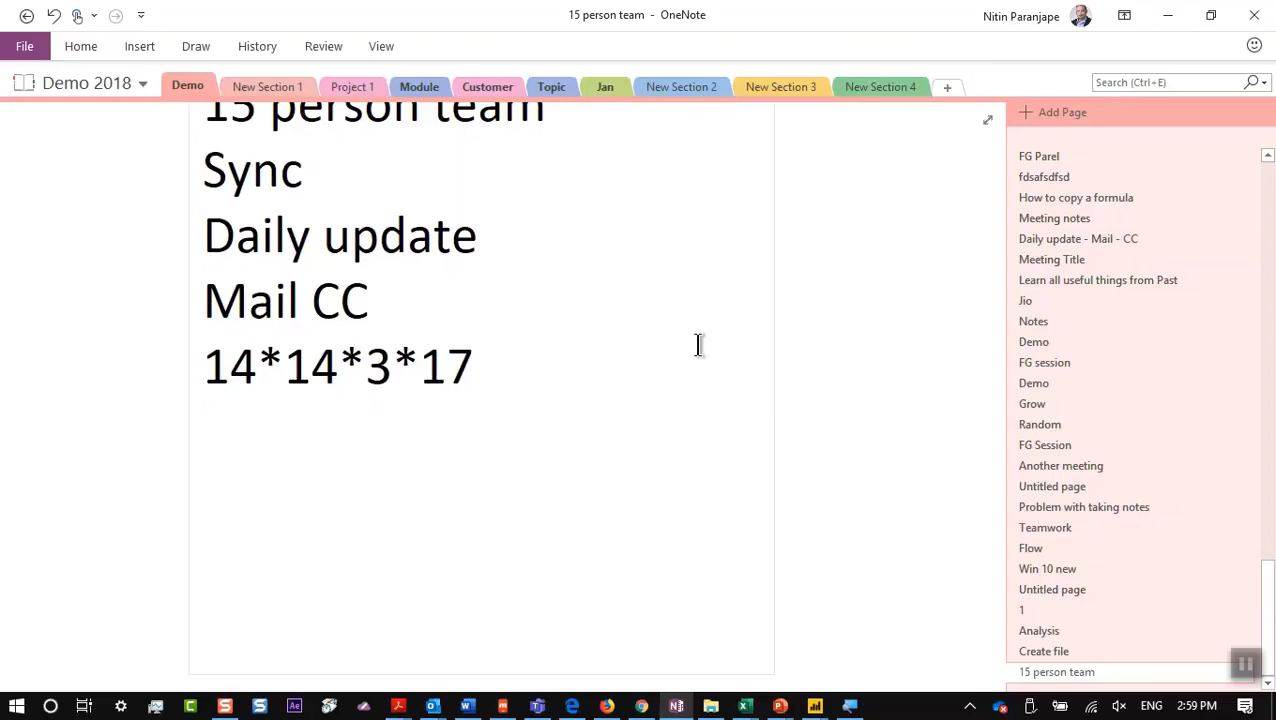 15 person team - OneNote
Nitin Paranjape
File Home Insert Draw History Review View
Demo 2018 Demo New Section 1 Project 1 Module Customer Topic Jan New Section 2 New Section 3 New Section 4 Search (Ctrl+E)
15 person team
Sync
Daily update
Mail CC
14*14*3*17
Add Page
FG Parel
fdsafsdfsd
How to copy a formula
Meeting notes
Daily update - Mail - CC
Meeting Title
Learn all useful things from Past
Jio
Notes
Demo
FG session
Demo
Grow
Random
FG Session
Another meeting
Untitled page
Problem with taking notes
Teamwork
Flow
Win 10 new
Untitled page
1
Analysis
Create file
15 person team
ENG 2:59 PM